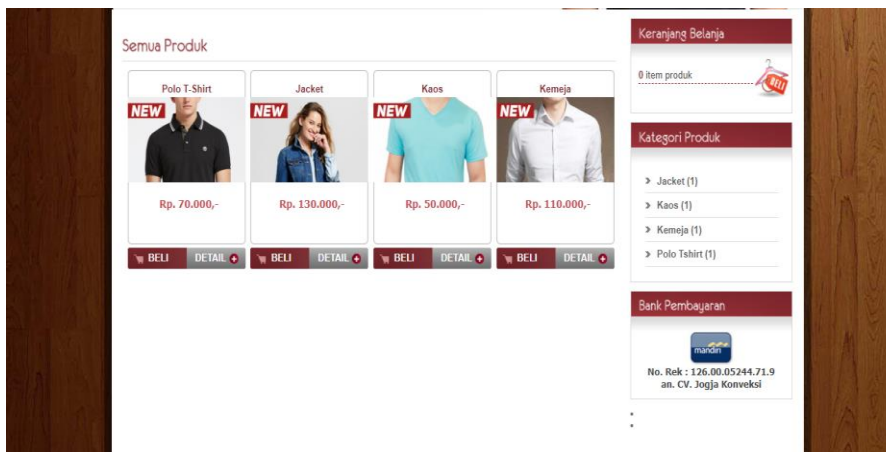 Semua Produk
Polo T-Shirt
NEW
Rp. 70.000,-
BELI DETAIL
Jacket
NEW
Rp. 130.000,-
BELI DETAIL
Kaos
NEW
Rp. 50.000,-
BELI DETAIL
Kemeja
NEW
Rp. 110.000,-
BELI DETAIL
Keranjang Belanja
0 item produk
BELI
Kategori Produk
Jacket (1)
Kaos (1)
Kemeja (1)
Polo Tshirt (1)
Bank Pembayaran
mandiri
No. Rek : 126.00.05244.71.9
an. CV. Jogja Konveksi